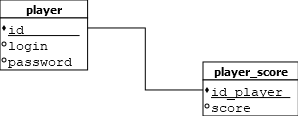 player
id
login
password
player_score
id_player
score